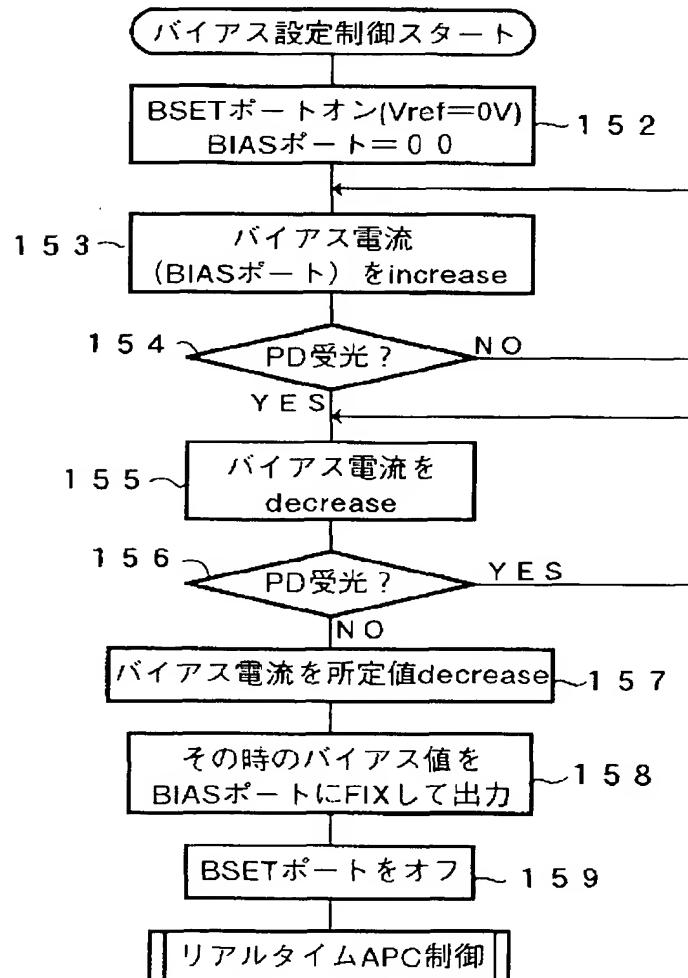 バイアス設定制御スタート
BSETポートオン(Vref=0V)
BIASポート=００
152
153
バイアス電流
(BIASポート) をincrease
154
PD受光？
NO
YES
155
バイアス電流を
decrease
156
PD受光？
YES
NO
バイアス電流を所定値decrease
157
その時のバイアス値を
BIASポートにFIXして出力
158
BSETポートをオフ
159
リアルタイムAPC制御